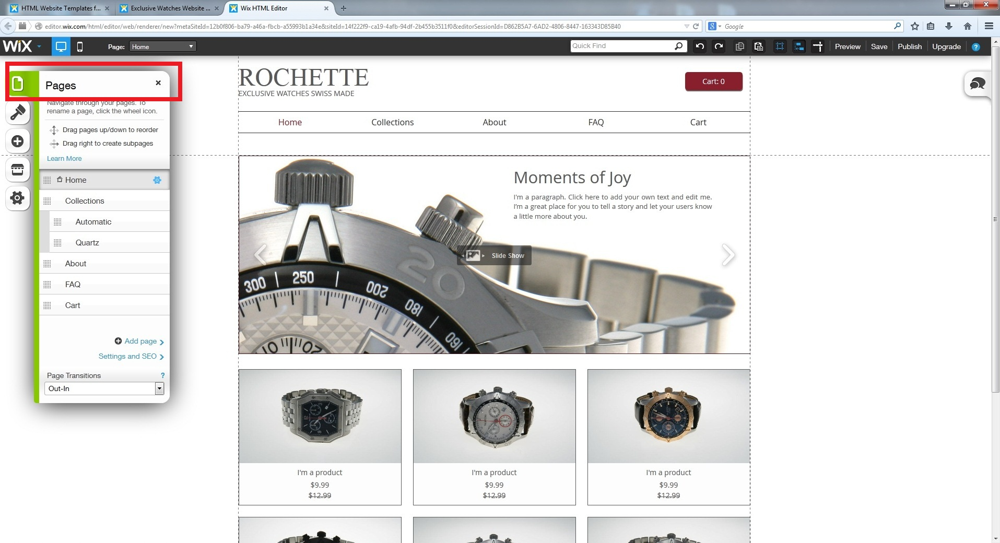 HTML Website Templates f...
Exclusive Watches Website ...
Wix HTML Editor
editor.wix.com/html/editor/web/renderer/new?metaSiteId=12b0f806-ba79-a46a-fbcb-a55993b1a34e&siteId=14f222f9-ca19-4afb-94df-2b455b3511f0&editorSessionId=D862B5A7-6AD2-4806-8447-163343D85B40
Google
WiX
Page: Home
Quick Find
Preview
Save
Publish
Upgrade
?
Pages
Navigate through your pages. To
rename a page, click the wheel icon.
Drag pages up/down to reorder
Drag right to create subpages
Learn More
Home
Collections
Automatic
Quartz
About
FAQ
Cart
Add page
Settings and SEO
Page Transitions ?
Out-In
ROCHETTE
EXCLUSIVE WATCHES SWISS MADE
Cart: 0
Home Collections About FAQ Cart
Moments of Joy
I'm a paragraph. Click here to add your own text and edit me.
I'm a great place for you to tell a story and let your users know
a little more about you.
Slide Show
20
300 250 200 180 160
10 20
I'm a product
$9.99
$12.99
I'm a product
$9.99
$12.99
I'm a product
$9.99
$12.99